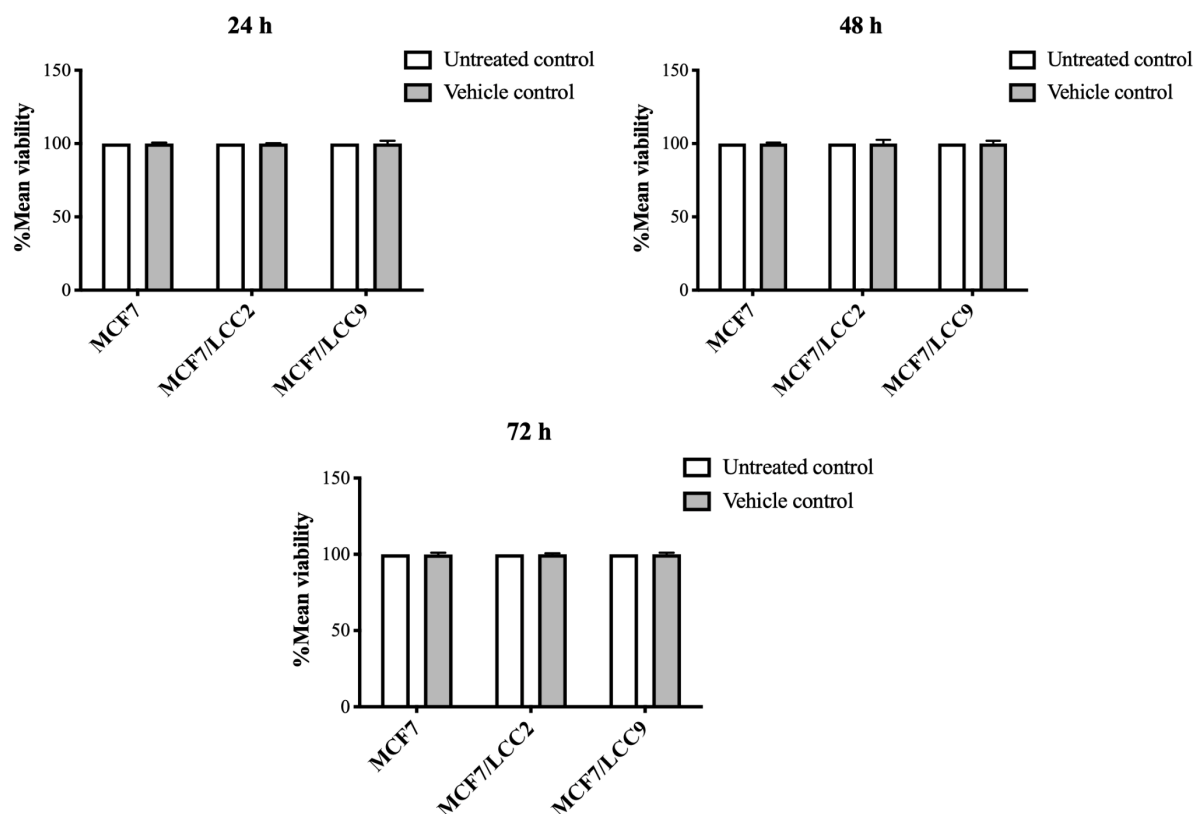 24 h
Untreated control
Vehicle control
%Mean viability
150
100
50
0
MCF7
MCF7/LCC2
MCF7/LCC9
48 h
Untreated control
Vehicle control
%Mean viability
150
100
50
0
MCF7
MCF7/LCC2
MCF7/LCC9
72 h
Untreated control
Vehicle control
%Mean viability
150
100
50
0
MCF7
MCF7/LCC2
MCF7/LCC9